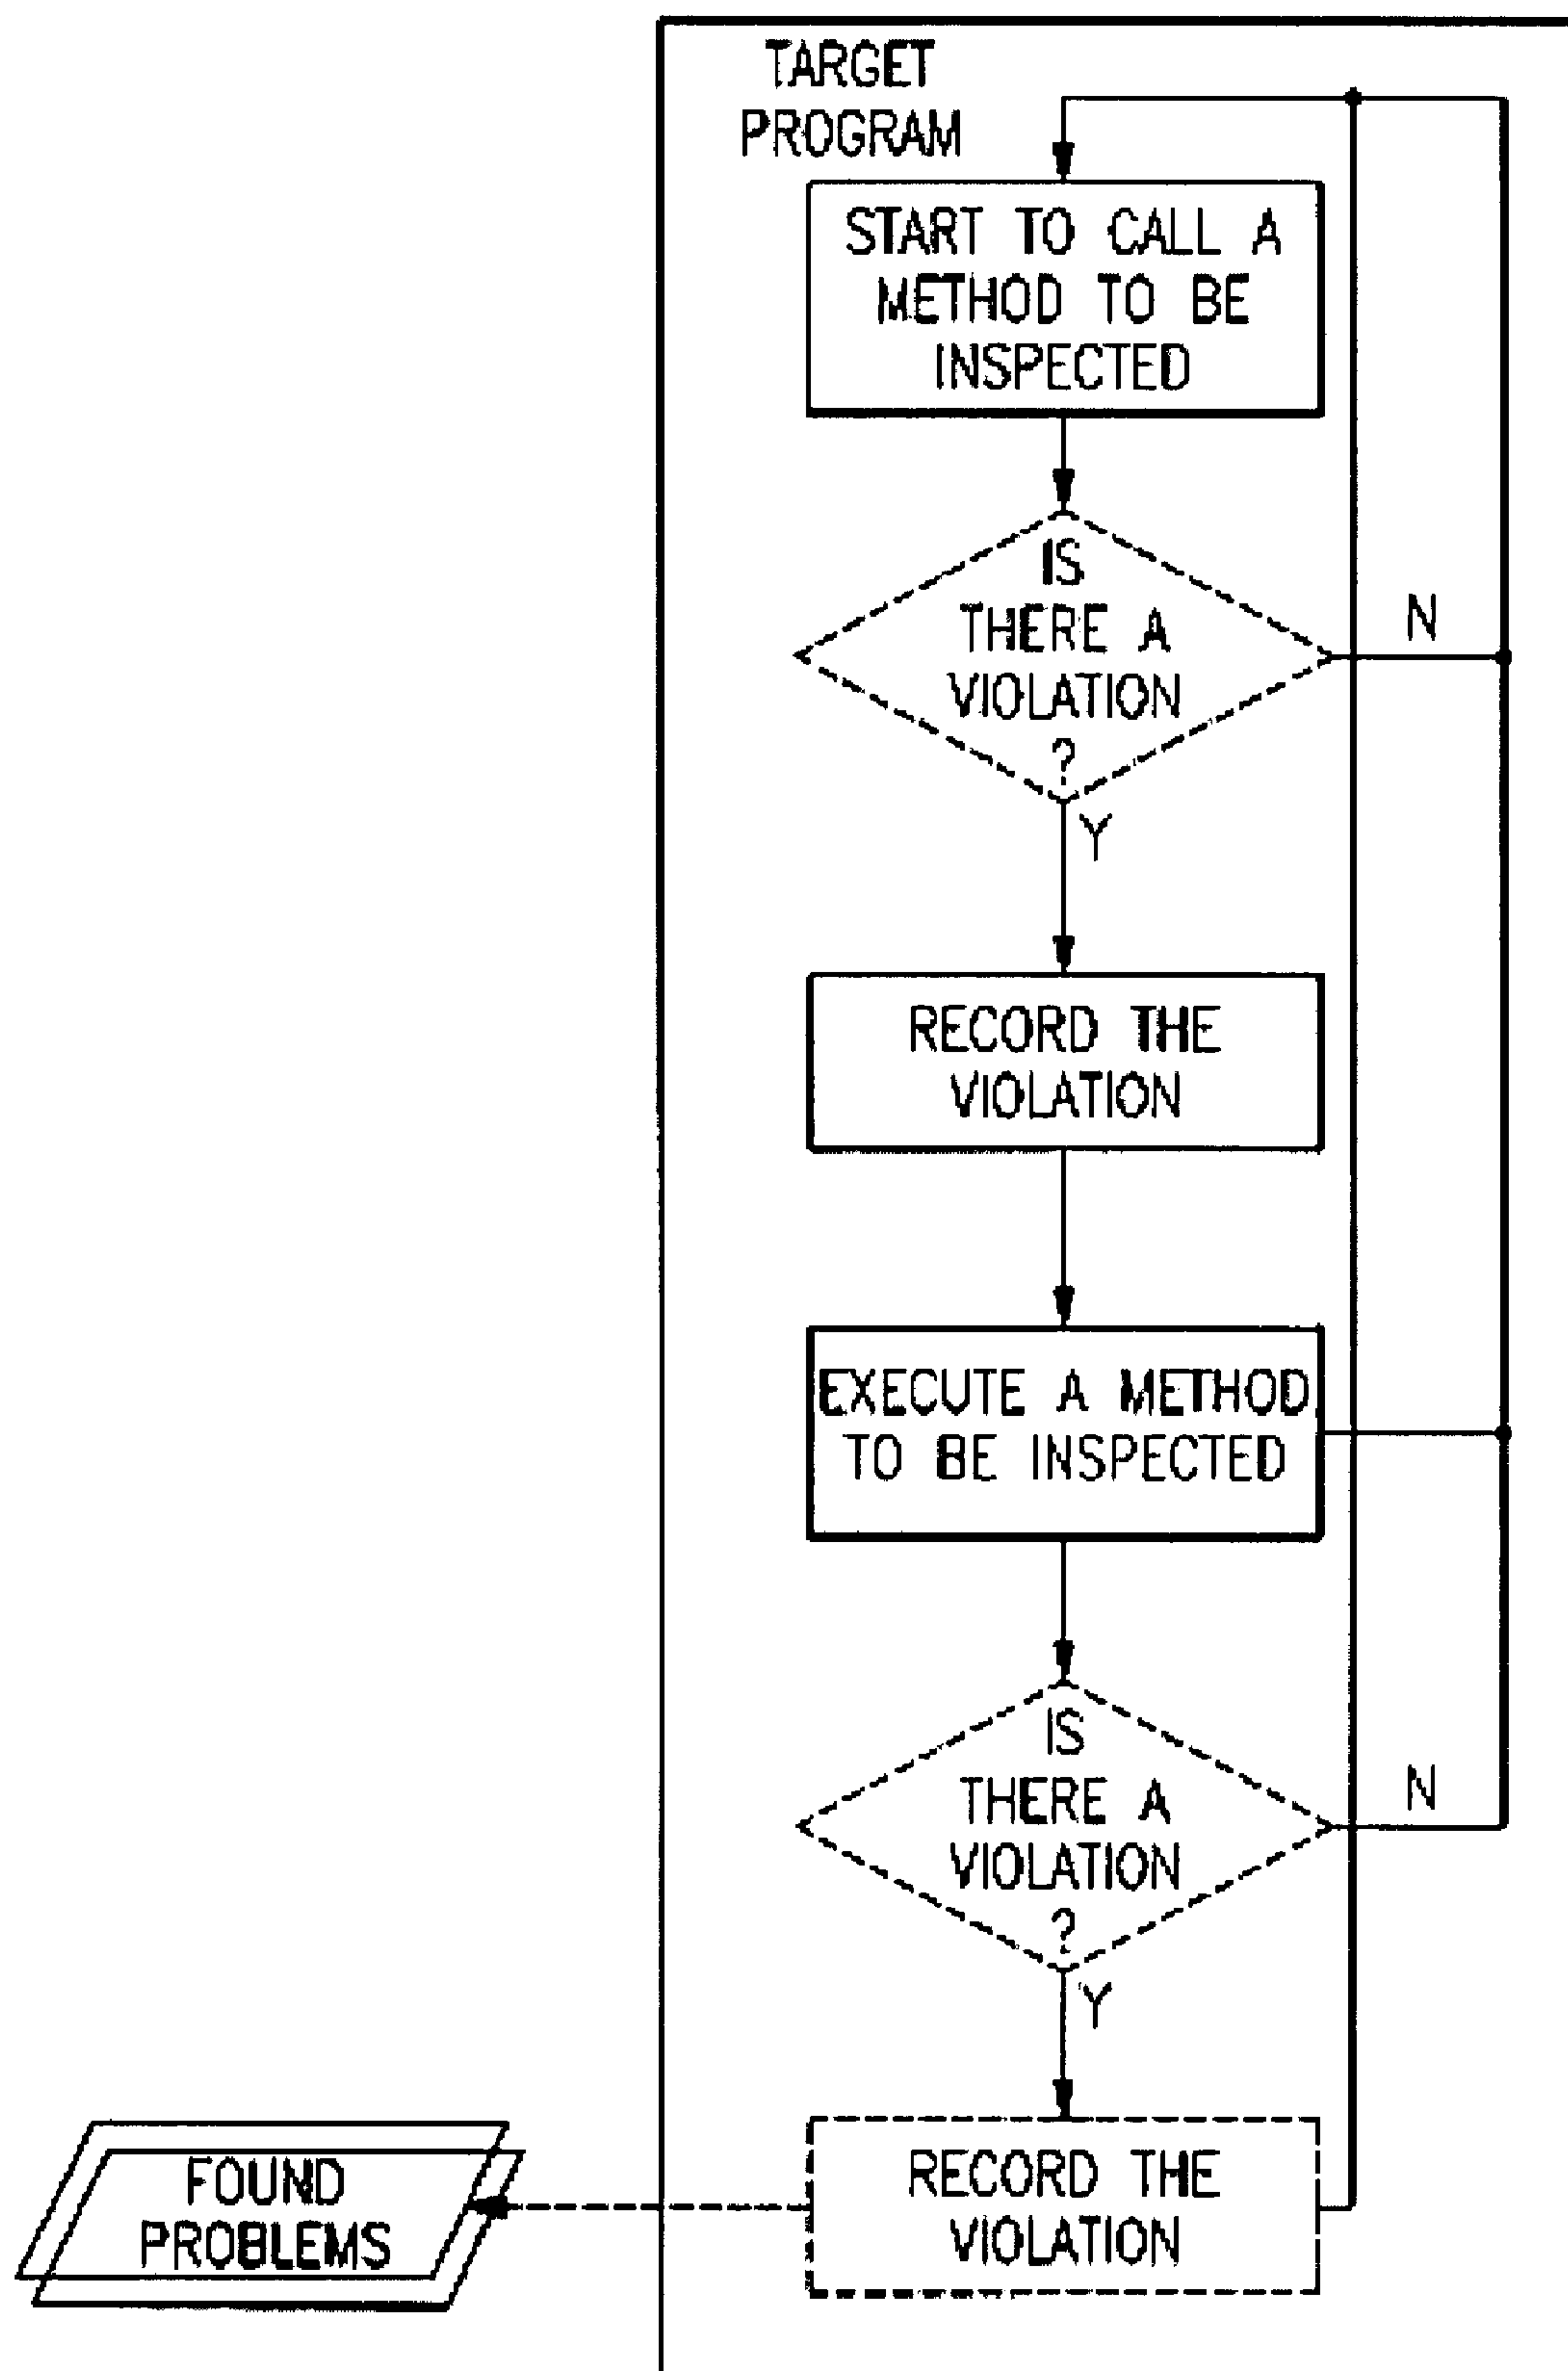 TARGET
PROGRAM
START TO CALL A
METHOD TO BE
INSPECTED
IS
THERE A
VIOLATION
?
N
Y
RECORD THE
VIOLATION
EXECUTE A METHOD
TO BE INSPECTED
IS
THERE A
VIOLATION
?
N
Y
RECORD THE
VIOLATION
FOUND
PROBLEMS